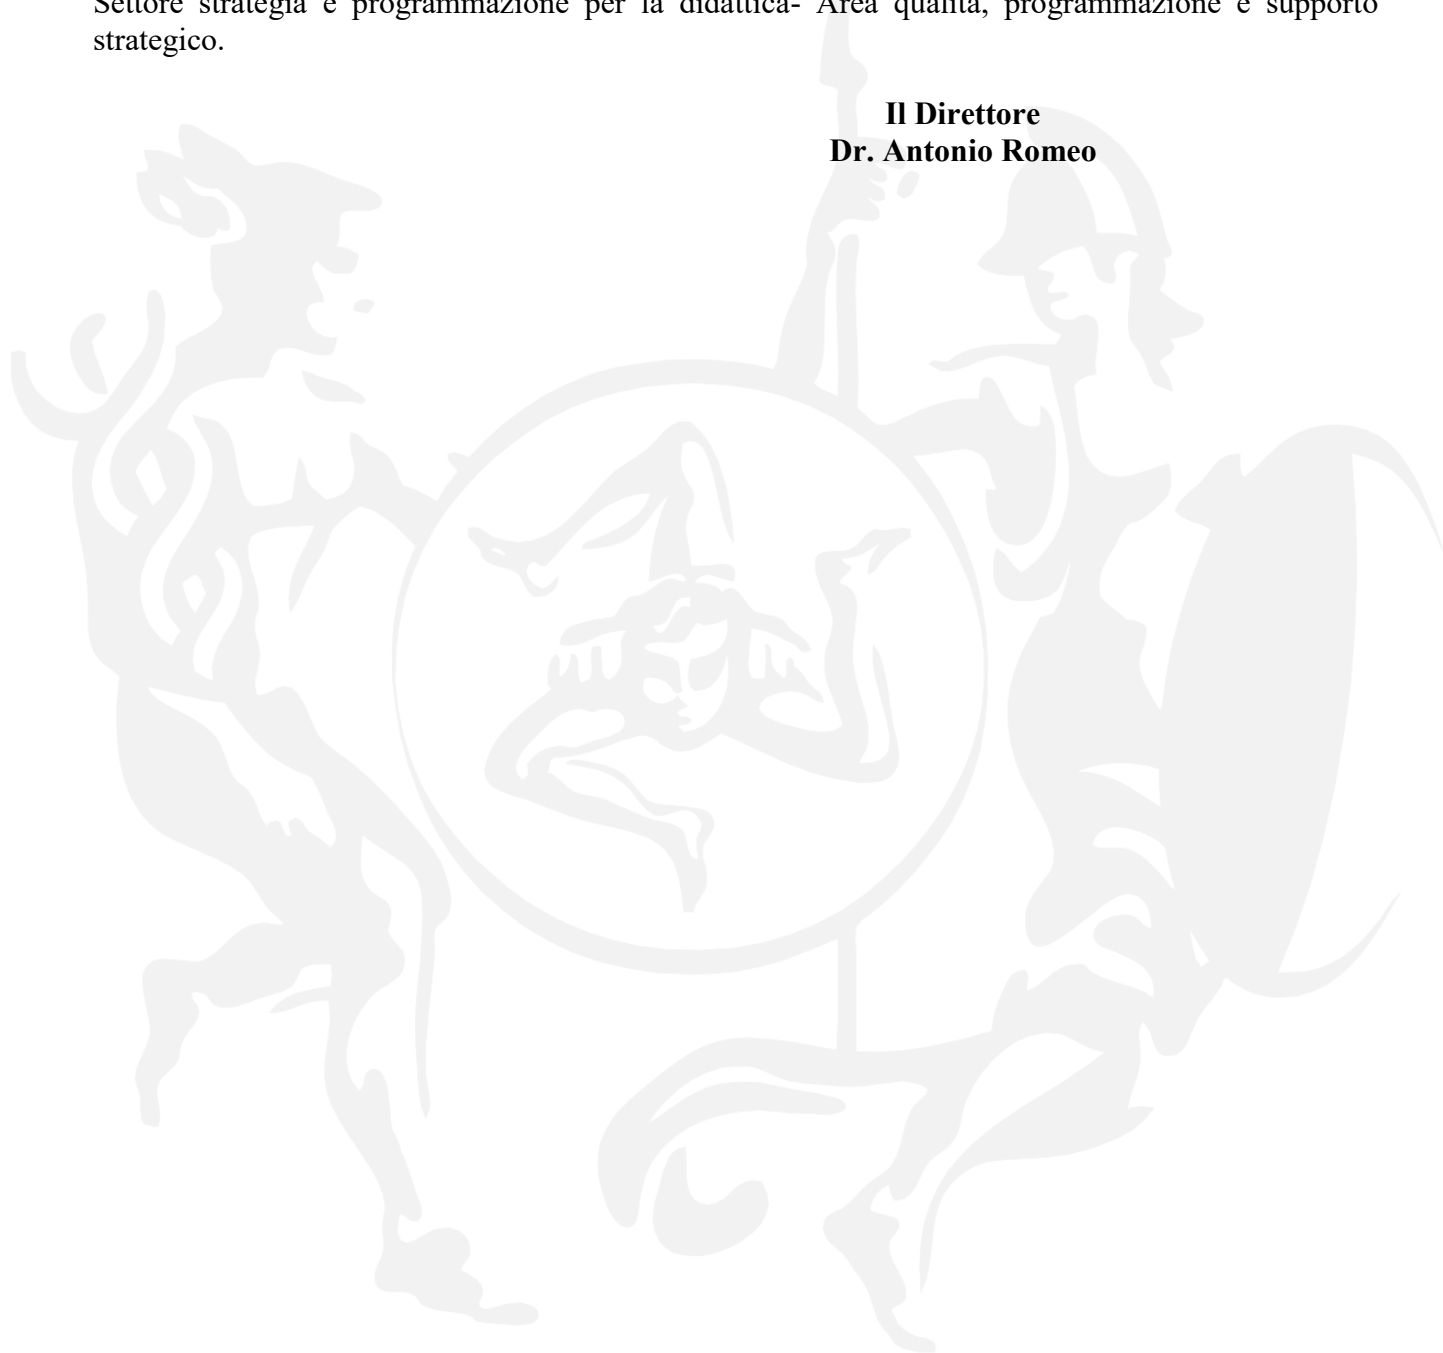 Settore strategia e programmazione per la didattica- Area qualità, programmazione e supporto
strategico.
Il Direttore
Dr. Antonio Romeo